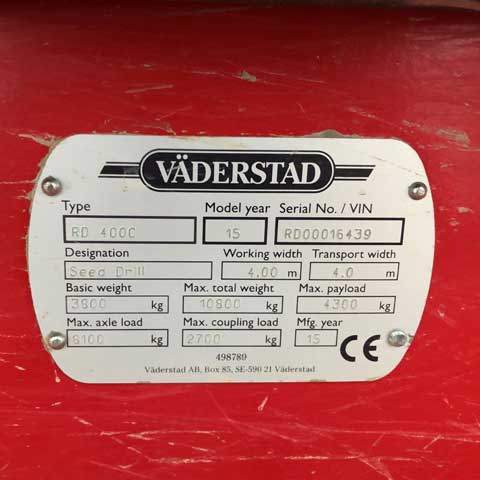 VÄDERSTAD
Type Model year Serial No. / VIN
RD 400C 15 RD00016439
Designation Working width Transport width
Seed Drill 4,00 m 4.0 m
Basic weight Max. total weight Max. payload
kg 10800 kg 4300 kg
Max. axle load Max. coupling load Mfg. year
8100 kg 2700 kg 15 CE
498789
Väderstad AB, Box 85, SE-590 21 Väderstad